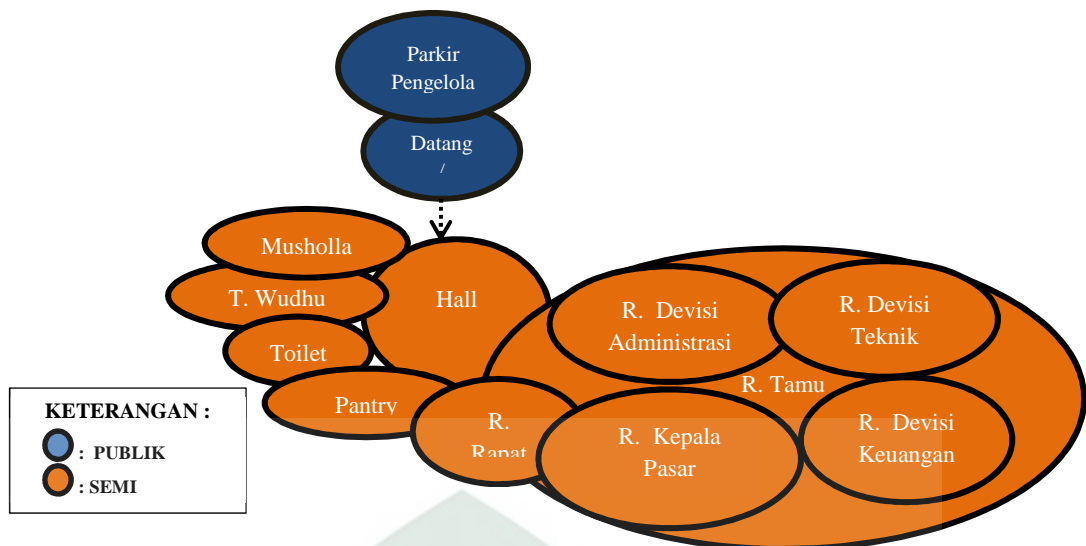 Parkir
Pengelola
Datang
/
Musholla
T. Wudhu
Hall
Toilet
Pantry
R.
Rapat
R. Devisi
Administrasi
R. Devisi
Teknik
R. Tamu
R. Kepala
Pasar
R. Devisi
Keuangan
KETERANGAN :
: PUBLIK
: SEMI